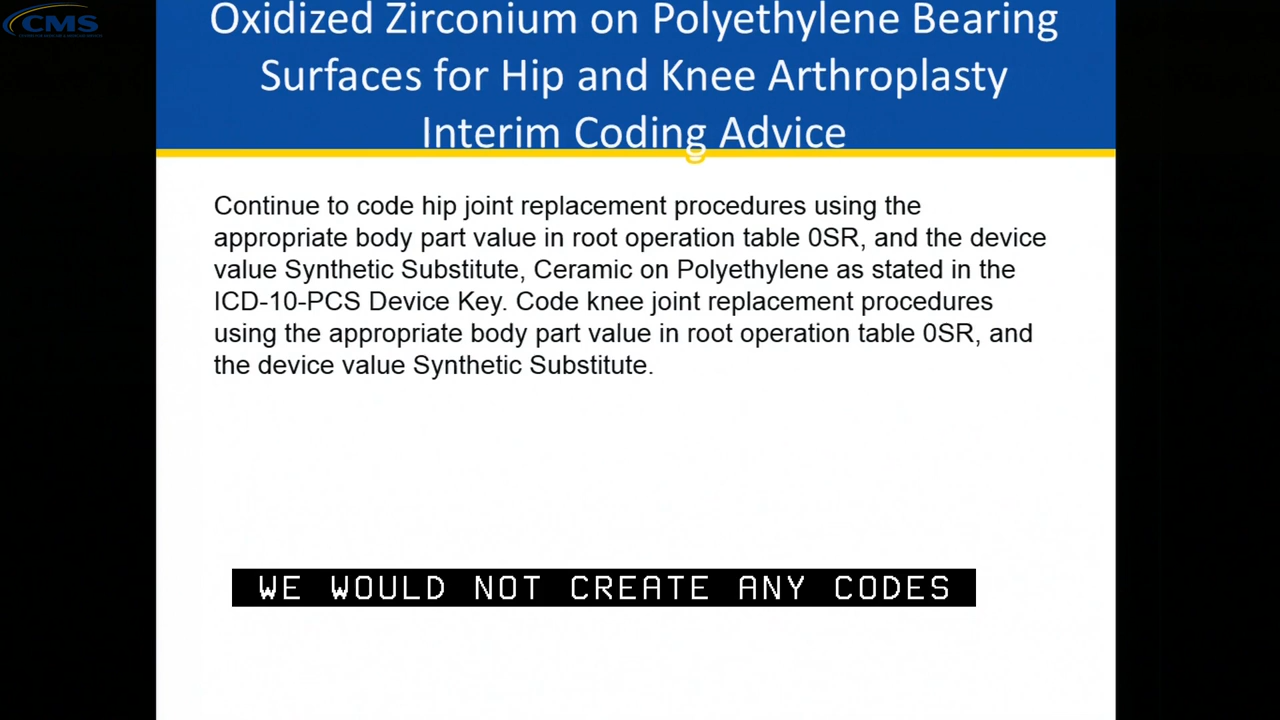 CMS
Oxidized Zirconium on Polyethylene Bearing
Surfaces for Hip and Knee Arthroplasty
Interim Coding Advice
Continue to code hip joint replacement procedures using the
appropriate body part value in root operation table 0SR, and the device
value Synthetic Substitute, Ceramic on Polyethylene as stated in the
ICD-10-PCS Device Key. Code knee joint replacement procedures
using the appropriate body part value in root operation table 0SR, and
the device value Synthetic Substitute.
WE WOULD NOT CREATE ANY CODES